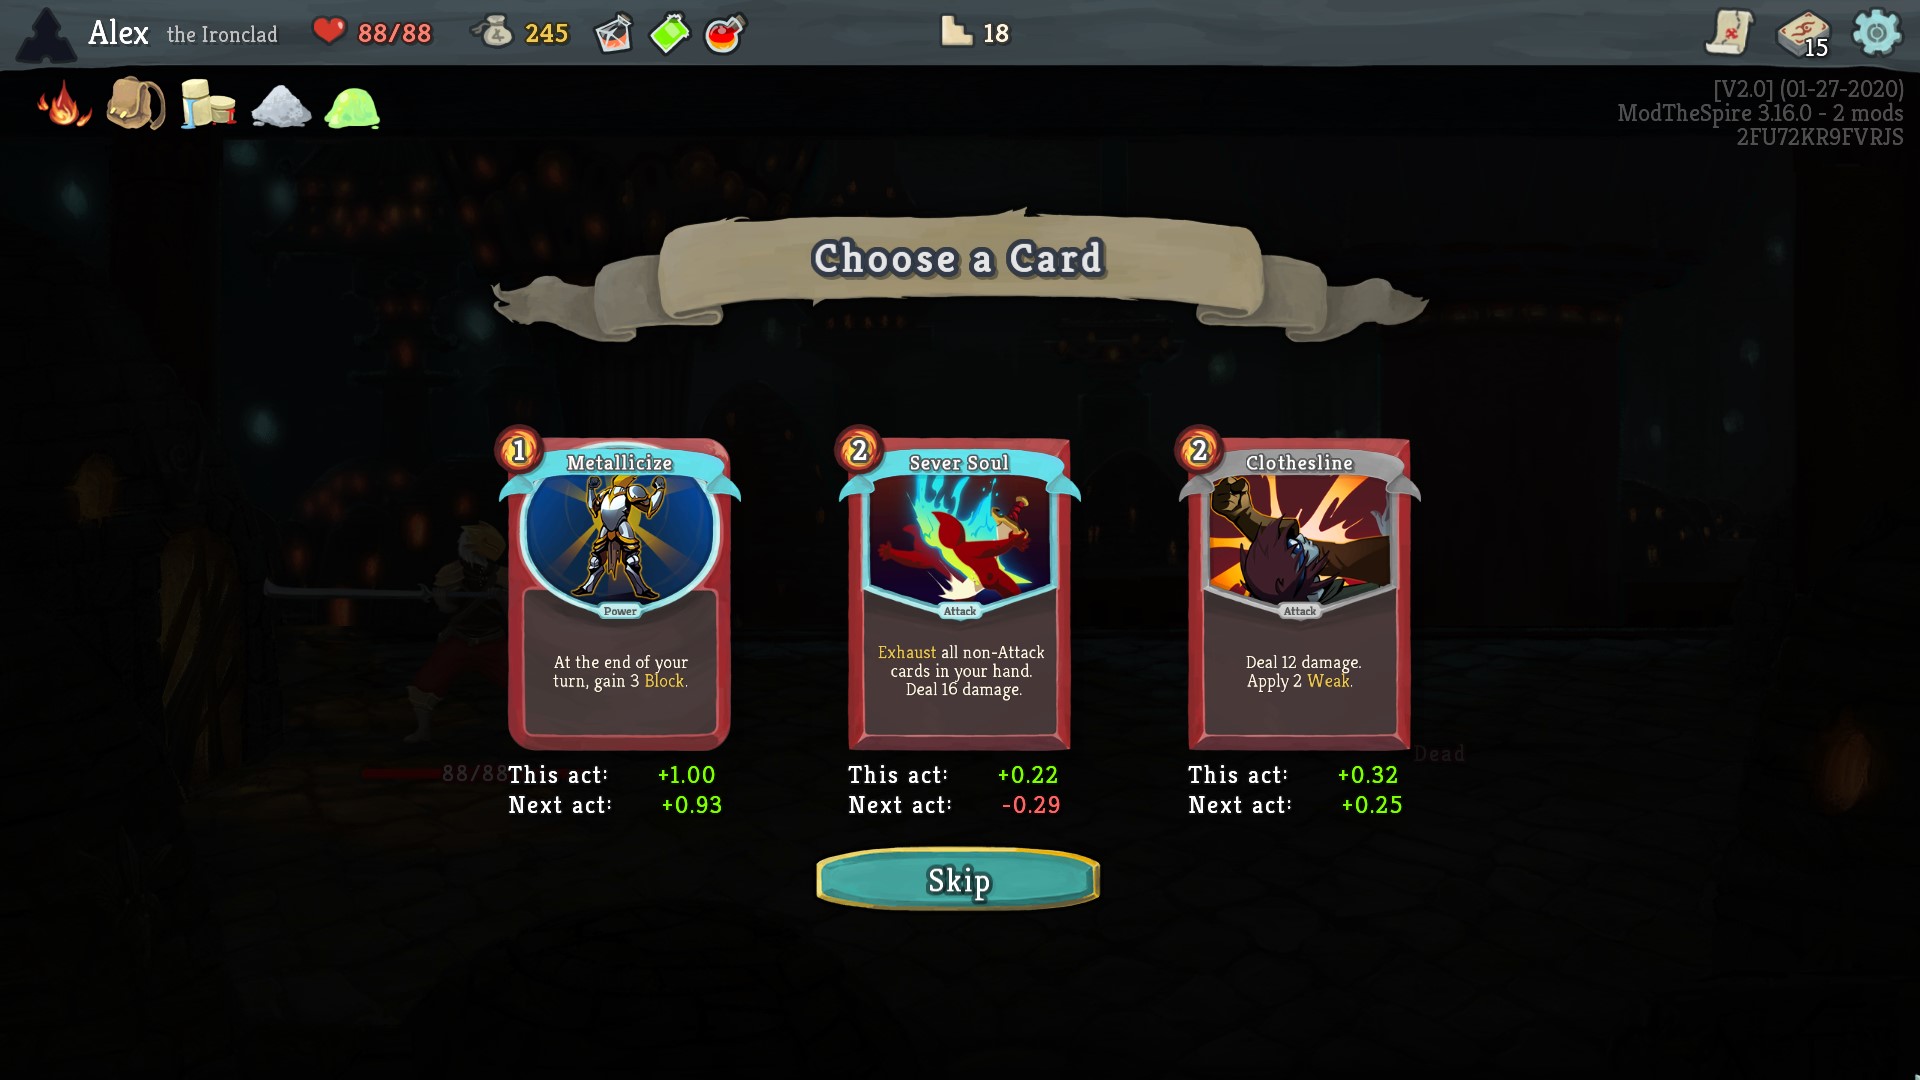 Alex the Ironclad 88/88 245 18 15
[V2.0] (01-27-2020)
ModTheSpire 3.16.0 - 2 mods
2FU72KR9FVRJS
Choose a Card
1
Metallicize
Power
At the end of your
turn, gain 3 Block.
This act: +1.00
Next act: +0.93
2
Sever Soul
Attack
Exhaust all non-Attack
cards in your hand.
Deal 16 damage.
This act: +0.22
Next act: -0.29
2
Clothesline
Attack
Deal 12 damage.
Apply 2 Weak.
This act: +0.32
Next act: +0.25
88/88
Dead
Skip